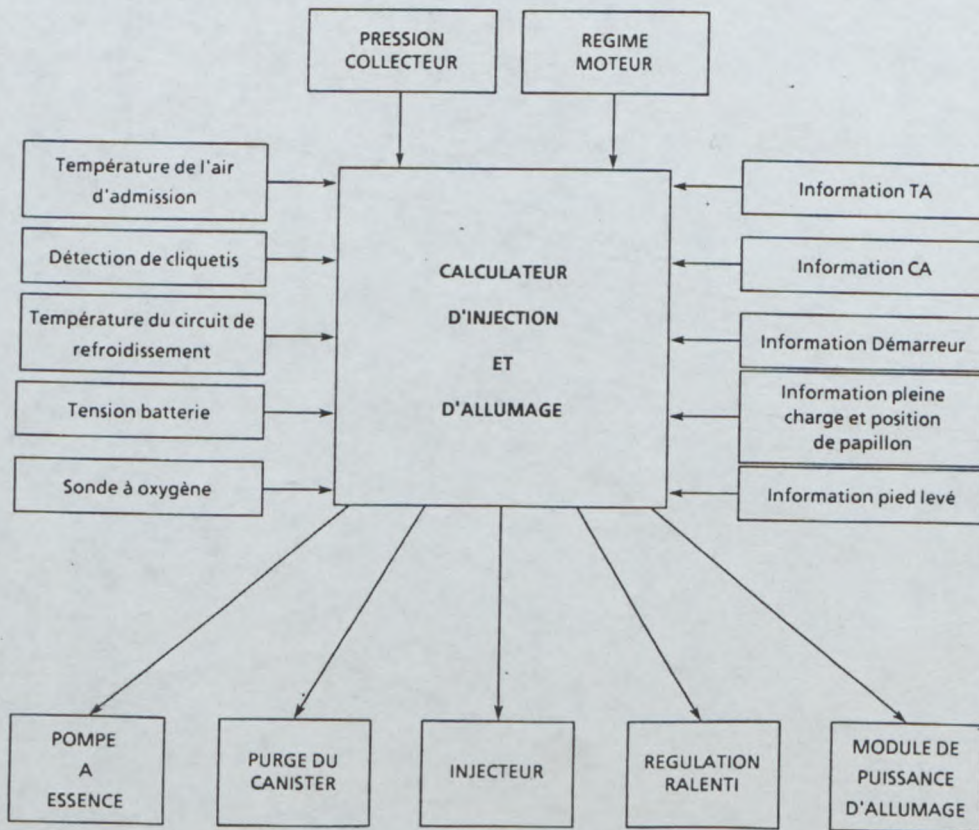 PRESSION
COLLECTEUR
REGIME
MOTEUR
Température de l'air
d'admission
Détection de cliquetis
Température du circuit de
refroidissement
Tension batterie
Sonde à oxygène
CALCULATEUR
D'INJECTION
ET
D'ALLUMAGE
Information TA
Information CA
Information Démarreur
Information pleine
charge et position
de papillon
Information pied levé
POMPE
A
ESSENCE
PURGE DU
CANISTER
INJECTEUR
REGULATION
RALENTI
MODULE DE
PUISSANCE
D'ALLUMAGE